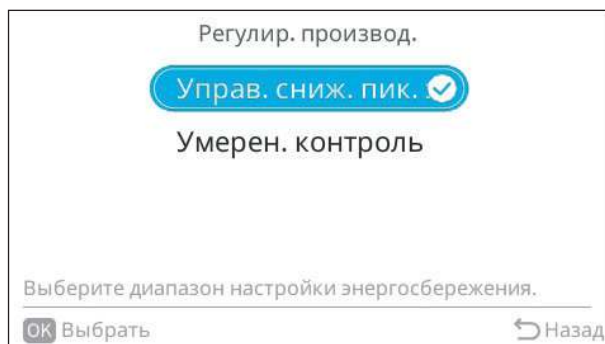 Регулир. производ.
Управ. сниж. пик.
Умерен. контроль
Выберите диапазон настройки энергосбережения.
OK Выбрать
Назад